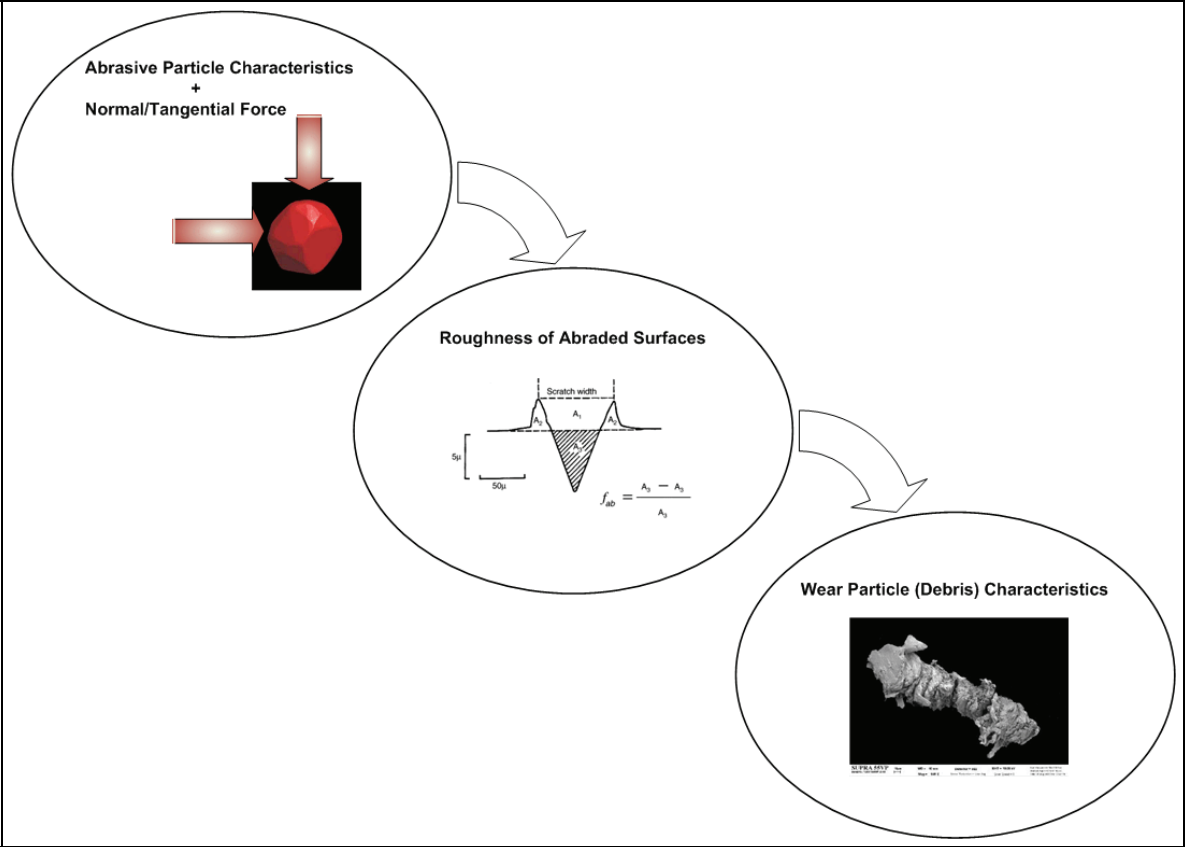 Abrasive Particle Characteristics
+
Normal/Tangential Force
Roughness of Abraded Surfaces
Scratch width
A₂ A₁ A₂
5μ
50μ
f_ab = (A₃ − A₃) / A₃
Wear Particle (Debris) Characteristics
SUPRA 55VP